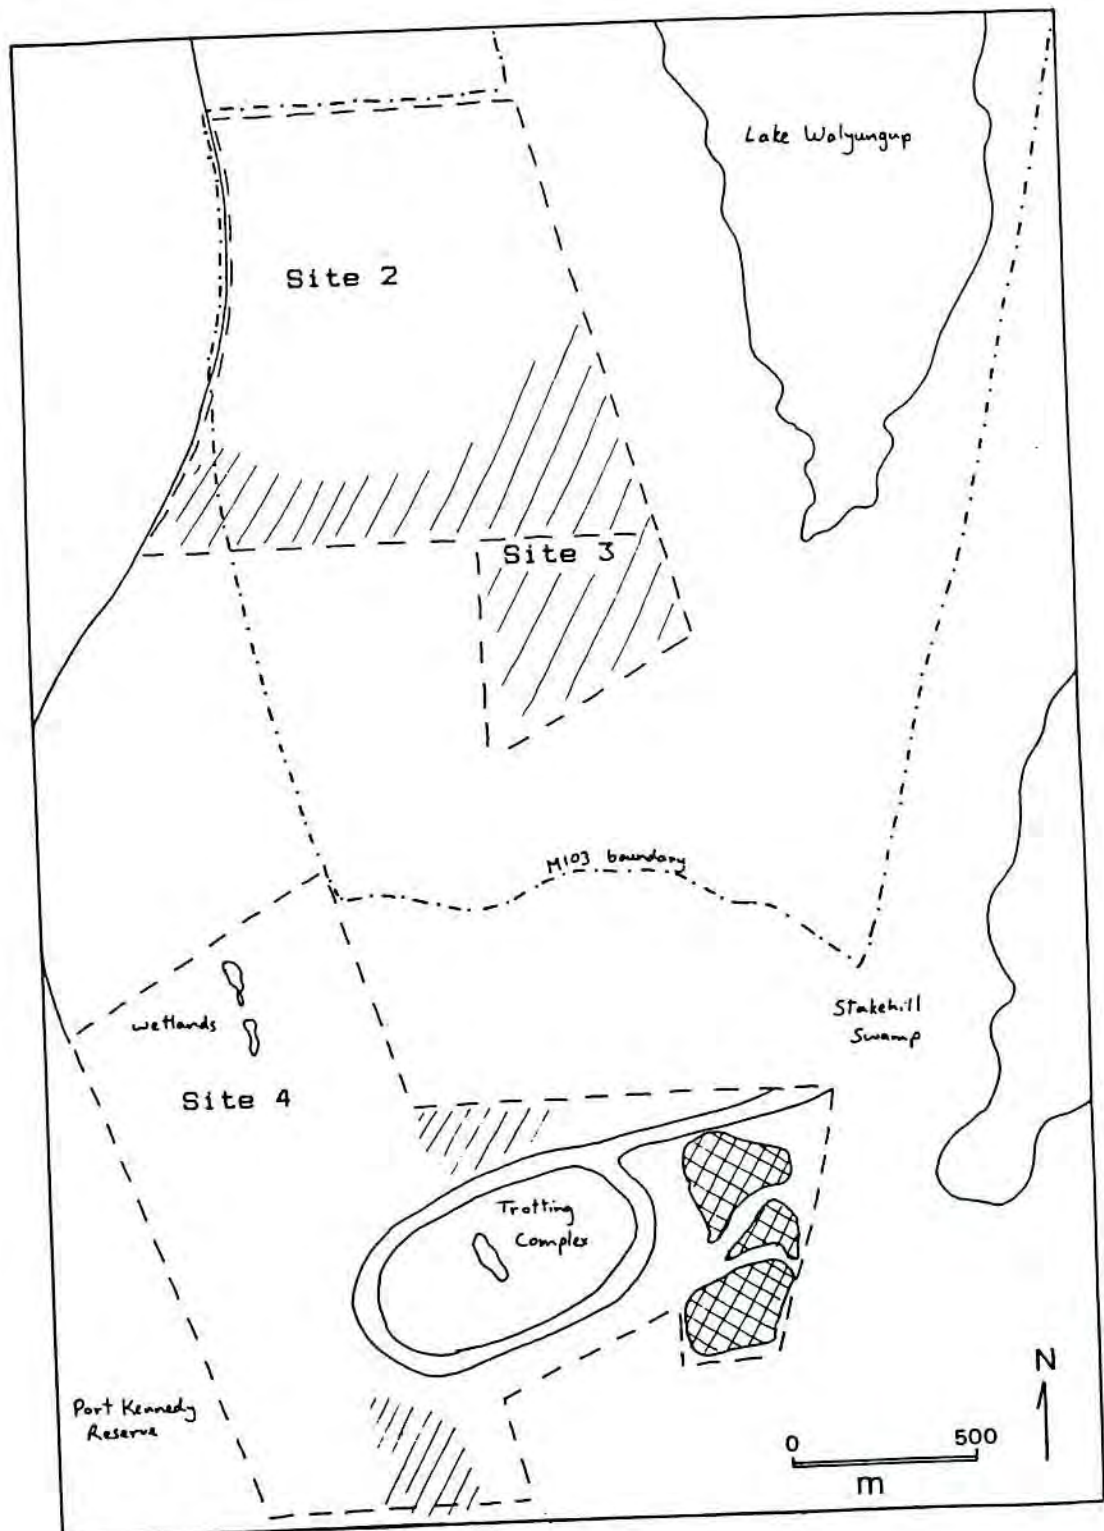 Lake Walyungup
Site 2
Site 3
M103 boundary
Wetlands
Stakehill
Swamp
Site 4
Trotting
Complex
Port Kennedy
Reserve
N
0 500
m